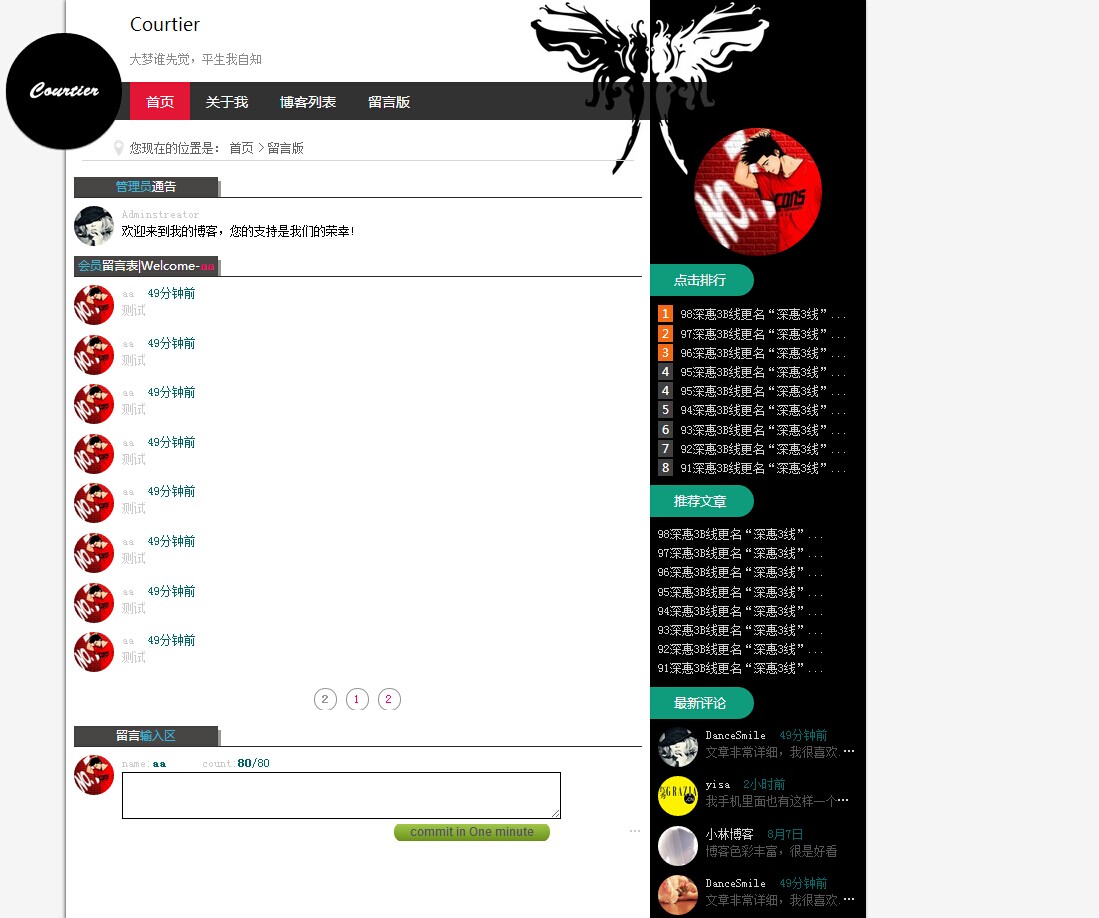 Courtier
大梦谁先觉，平生我自知
Courtier
首页 关于我 博客列表 留言版
您现在的位置是： 首页 > 留言版
管理员通告
Adminstreator
欢迎来到我的博客，您的支持是我们的荣幸!
会员留言表|Welcome-aa
aa 49分钟前
测试
aa 49分钟前
测试
aa 49分钟前
测试
aa 49分钟前
测试
aa 49分钟前
测试
aa 49分钟前
测试
aa 49分钟前
测试
aa 49分钟前
测试
2 1 2
留言输入区
name:aa count:80/80
commit in One minute
...
点击排行
1 98深惠3B线更名“深惠3线”...
2 97深惠3B线更名“深惠3线”...
3 96深惠3B线更名“深惠3线”...
4 95深惠3B线更名“深惠3线”...
4 95深惠3B线更名“深惠3线”...
5 94深惠3B线更名“深惠3线”...
6 93深惠3B线更名“深惠3线”...
7 92深惠3B线更名“深惠3线”...
8 91深惠3B线更名“深惠3线”...
推荐文章
98深惠3B线更名“深惠3线”...
97深惠3B线更名“深惠3线”...
96深惠3B线更名“深惠3线”...
95深惠3B线更名“深惠3线”...
94深惠3B线更名“深惠3线”...
93深惠3B线更名“深惠3线”...
92深惠3B线更名“深惠3线”...
91深惠3B线更名“深惠3线”...
最新评论
DanceSmile 49分钟前
文章非常详细，我很喜欢...
GRAZIA
yisa 2小时前
我手机里面也有这样一个...
小林博客 8月7日
博客色彩丰富，很是好看
DanceSmile 49分钟前
文章非常详细，我很喜欢...